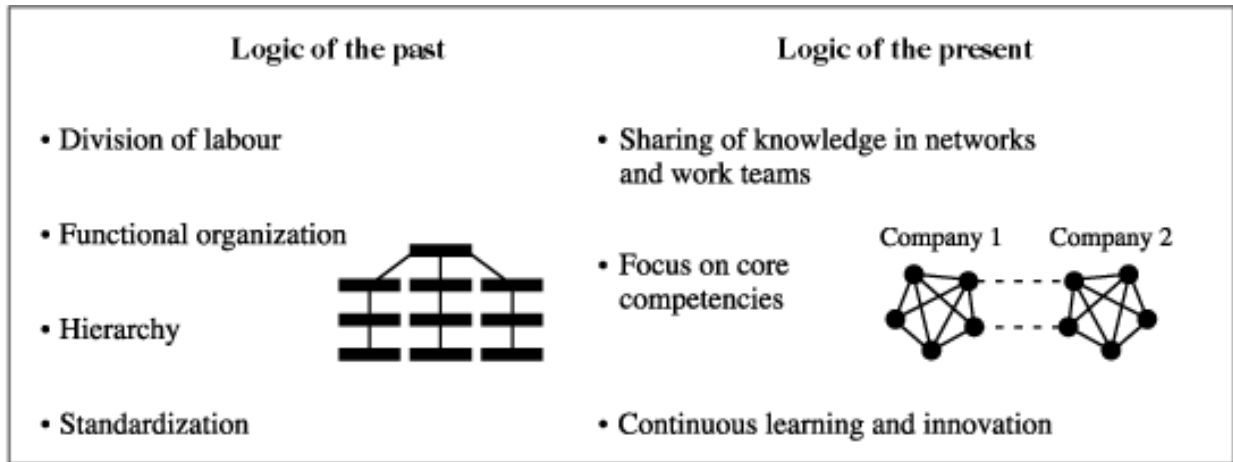 Logic of the past
• Division of labour
• Functional organization
• Hierarchy
• Standardization
Logic of the present
• Sharing of knowledge in networks
and work teams
• Focus on core
competencies
Company 1
Company 2
• Continuous learning and innovation